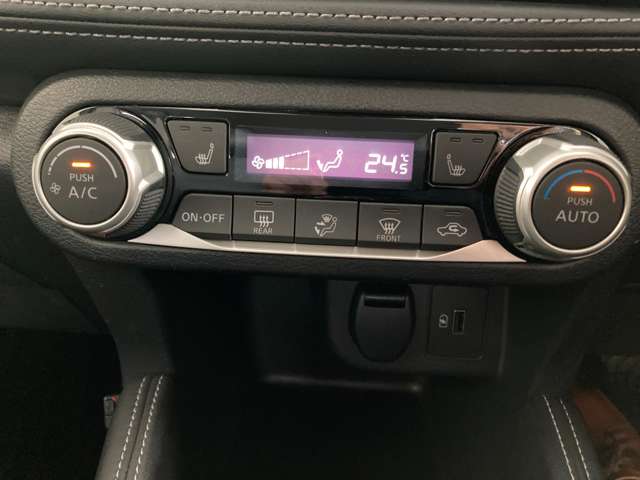 PUSH
A/C
24.5°C
PUSH
AUTO
ON·OFF
REAR
FRONT